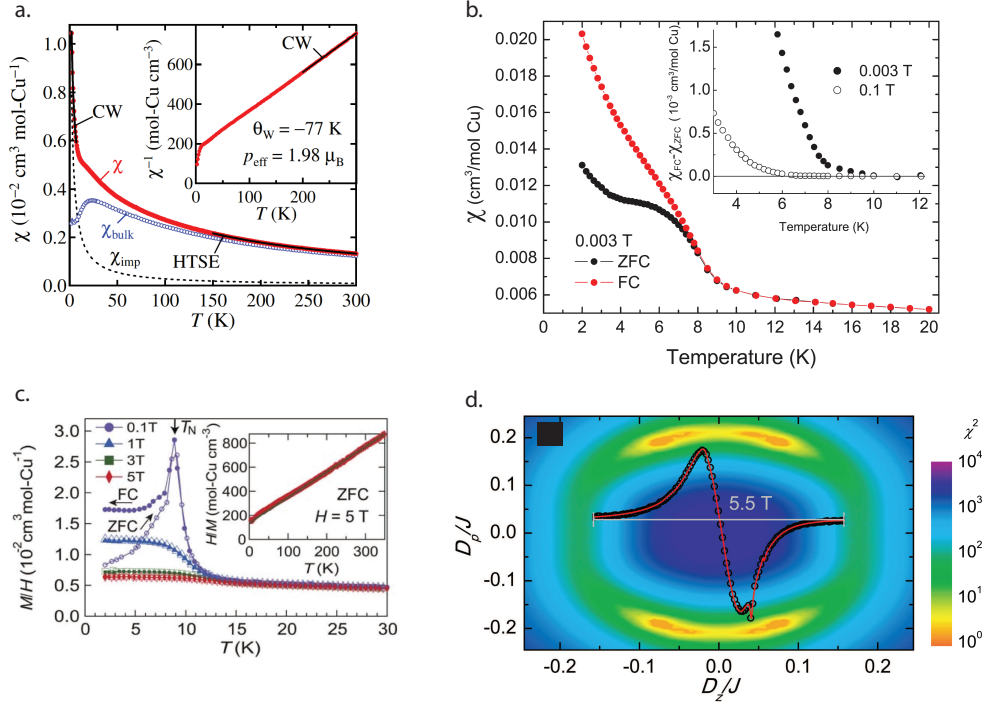 a.
1.0
0.8
0.6
0.4
0.2
0.0
χ (10⁻² cm³ mol-Cu⁻¹)
0 50 100 150 200 250 300
T (K)
CW
χ
χbulk
χimp
HTSE
600
400
200
0
χ⁻¹ (mol-Cu cm⁻³)
CW
θW = −77 K
peff = 1.98 μB
0 50 100 150 200 250 300
T (K)
b.
0.020
0.018
0.016
0.014
0.012
0.010
0.008
0.006
χ (cm³/mol Cu)
0 2 4 6 8 10 12 14 16 18 20
Temperature (K)
0.003 T
ZFC
FC
1.5
1.0
0.5
0.0
χFC-χZFC (10⁻³ cm³/mol Cu)
0.003 T
0.1 T
4 6 8 10 12
Temperature (K)
c.
3.0
2.5
2.0
1.5
1.0
0.5
0.0
M/H (10⁻² cm³ mol-Cu⁻¹)
0 5 10 15 20 25 30
T (K)
0.1T
1T
3T
5T
FC
ZFC
TN
800
600
400
200
0
H/M (mol-Cu cm⁻³)
ZFC
H = 5 T
0 100 200 300
T (K)
d.
0.2
0.1
0.0
-0.1
-0.2
Dp/J
-0.2 -0.1 0.0 0.1 0.2
Dz/J
5.5 T
χ²
10⁴
10³
10²
10¹
10⁰